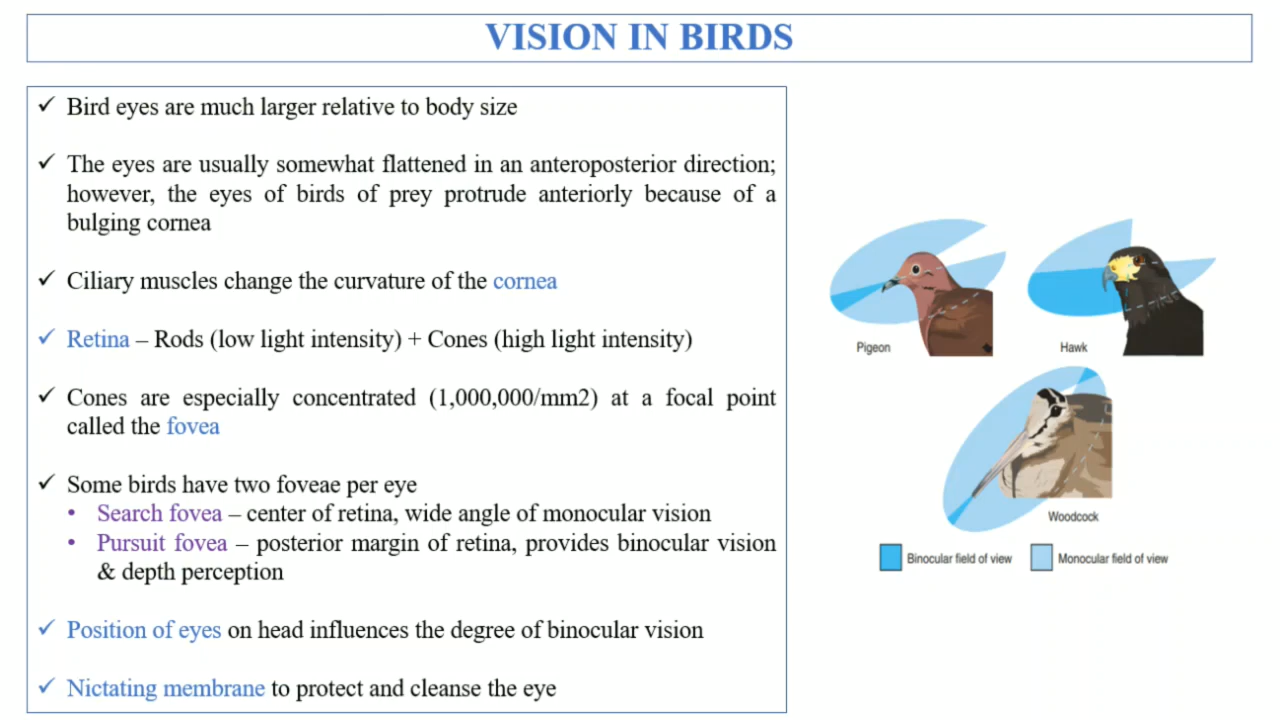 VISION IN BIRDS
✓ Bird eyes are much larger relative to body size
✓ The eyes are usually somewhat flattened in an anteroposterior direction;
however, the eyes of birds of prey protrude anteriorly because of a
bulging cornea
✓ Ciliary muscles change the curvature of the cornea
✓ Retina – Rods (low light intensity) + Cones (high light intensity)
✓ Cones are especially concentrated (1,000,000/mm2) at a focal point
called the fovea
✓ Some birds have two foveae per eye
• Search fovea – center of retina, wide angle of monocular vision
• Pursuit fovea – posterior margin of retina, provides binocular vision
& depth perception
✓ Position of eyes on head influences the degree of binocular vision
✓ Nictating membrane to protect and cleanse the eye
Pigeon
Hawk
Woodcock
Binocular field of view
Monocular field of view